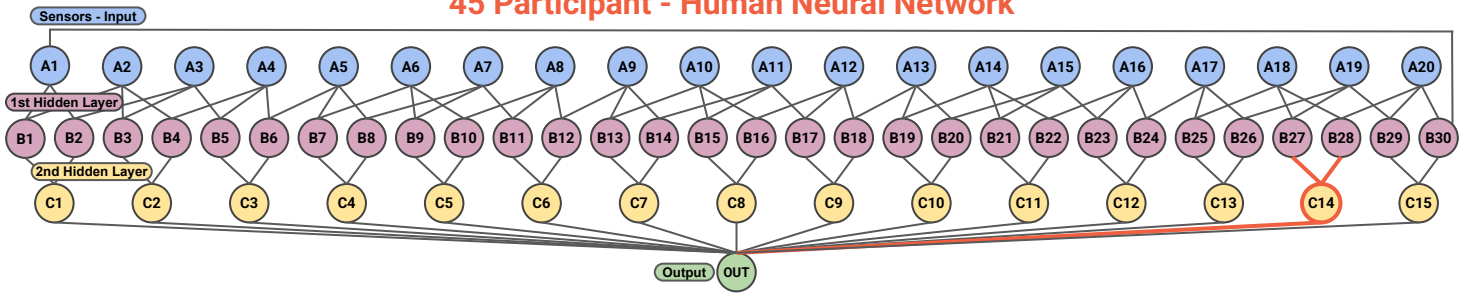 45 Participant - Human Neural Network
Sensors - Input
A1 A2 A3 A4 A5 A6 A7 A8 A9 A10 A11 A12 A13 A14 A15 A16 A17 A18 A19 A20
1st Hidden Layer
B1 B2 B3 B4 B5 B6 B7 B8 B9 B10 B11 B12 B13 B14 B15 B16 B17 B18 B19 B20 B21 B22 B23 B24 B25 B26 B27 B28 B29 B30
2nd Hidden Layer
C1 C2 C3 C4 C5 C6 C7 C8 C9 C10 C11 C12 C13 C14 C15
Output OUT